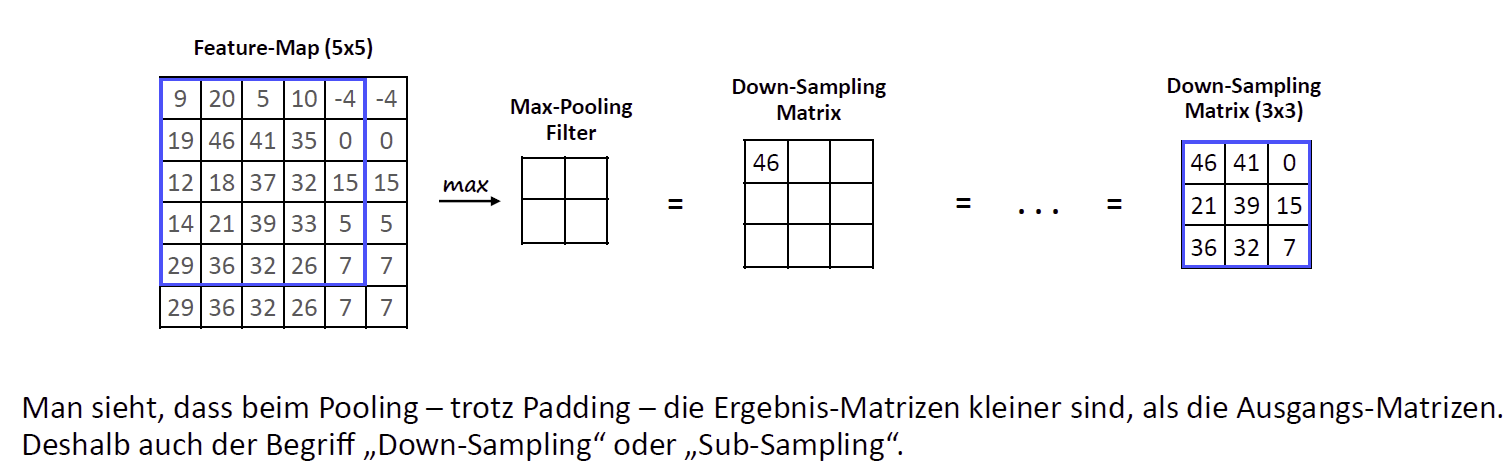 Feature-Map (5x5)
9 20 5 10 -4 -4
19 46 41 35 0 0
12 18 37 32 15 15
14 21 39 33 5 5
29 36 32 26 7 7
29 36 32 26 7 7
max
Max-Pooling
Filter
=
Down-Sampling
Matrix
46
=
...
=
Down-Sampling
Matrix (3x3)
46 41 0
21 39 15
36 32 7
Man sieht, dass beim Pooling – trotz Padding – die Ergebnis-Matrizen kleiner sind, als die Ausgangs-Matrizen.
Deshalb auch der Begriff „Down-Sampling“ oder „Sub-Sampling“.